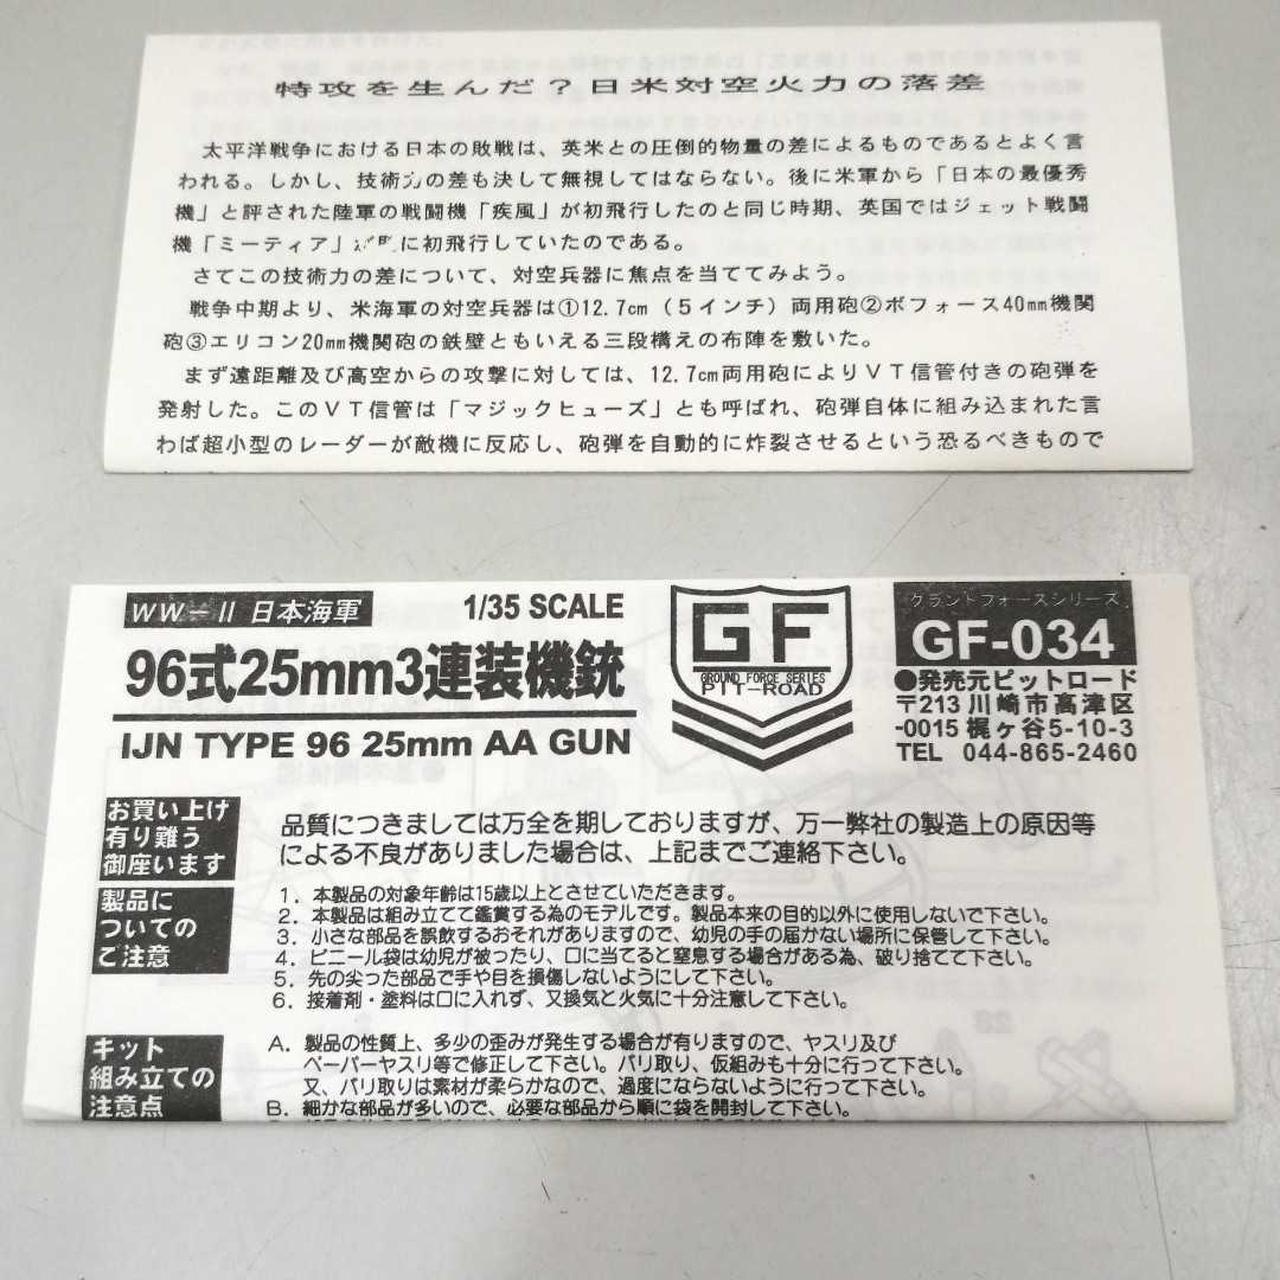 特攻を生んだ？日米対空火力の落差
太平洋戦争における日本の敗戦は、英米との圧倒的物量の差によるものであるとよく言
われる。しかし、技術力の差も決して無視してはならない。後に米軍から「日本の最優秀
機」と評された陸軍の戦闘機「疾風」が初飛行したのと同じ時期、英国ではジェット戦闘
機「ミーティア」に初飛行していたのである。
さてこの技術力の差について、対空兵器に焦点を当ててみよう。
戦争中期より、米海軍の対空兵器は①12.7cm（５インチ）両用砲②ボフォース40mm機関
砲③エリコン20mm機関砲の鉄壁ともいえる三段構えの布陣を敷いた。
まず遠距離及び高空からの攻撃に対しては、12.7cm両用砲によりＶＴ信管付きの砲弾を
発射した。このＶＴ信管は「マジックヒューズ」とも呼ばれ、砲弾自体に組み込まれた言
わば超小型のレーダーが敵機に反応し、砲弾を自動的に炸裂させるという恐るべきもので
WW-II 日本海軍
1/35 SCALE
96式25mm3連装機銃
IJN TYPE 96 25mm AA GUN
GF
GROUND FORCE SERIES
PIT-ROAD
グランドフォースシリーズ
GF-034
●発売元ピットロード
〒213 川崎市高津区
-0015 梶ヶ谷5-10-3
TEL 044-865-2460
お買い上げ
有り難う
御座います
品質につきましては万全を期しておりますが、万一弊社の製造上の原因等
による不良がありました場合は、上記までご連絡下さい。
製品に
ついての
ご注意
1．本製品の対象年齢は15歳以上とさせていただきます。
2．本製品は組み立てて鑑賞する為のモデルです。製品本来の目的以外に使用しないで下さい。
3．小さな部品を誤飲するおそれがありますので、幼児の手の届かない場所に保管して下さい。
4．ビニール袋は幼児が被ったり、口に当てると窒息する場合がある為、破り捨てて下さい。
5．先の尖った部品で手や目を損傷しないようにして下さい。
6．接着剤・塗料は口に入れず、又換気と火気に十分注意して下さい。
キット
組み立ての
注意点
A．製品の性質上、多少の歪みが発生する場合が有りますので、ヤスリ及び
ペーパーヤスリ等で修正して下さい。バリ取り、仮組みも十分に行って下さい。
又、バリ取りは素材が柔らかなので、過度にならないように行って下さい。
B．細かな部品が多いので、必要な部品から順に袋を開封して下さい。